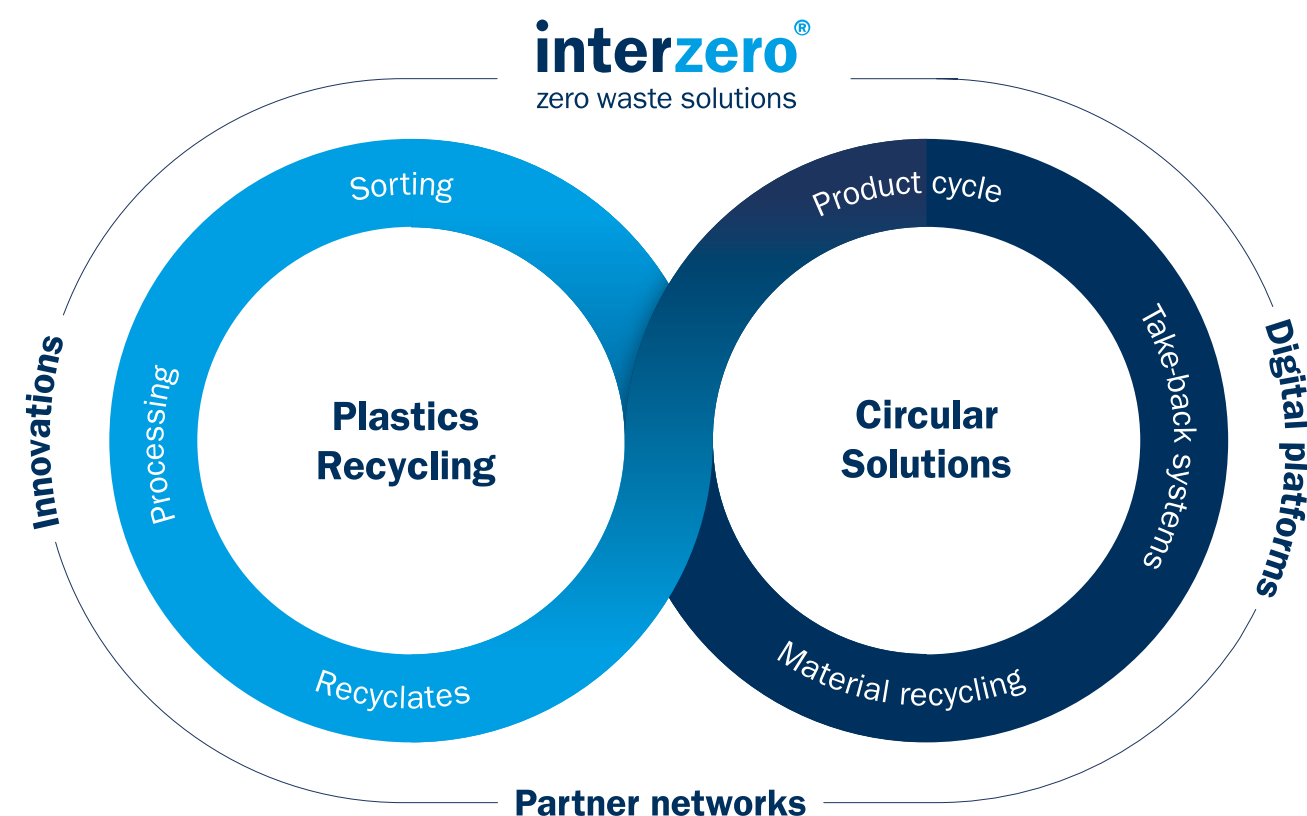 interzero®
zero waste solutions
Sorting
Processing
Recyclates
Plastics
Recycling
Product cycle
Take-back systems
Material recycling
Circular
Solutions
Innovations
Digital platforms
Partner networks